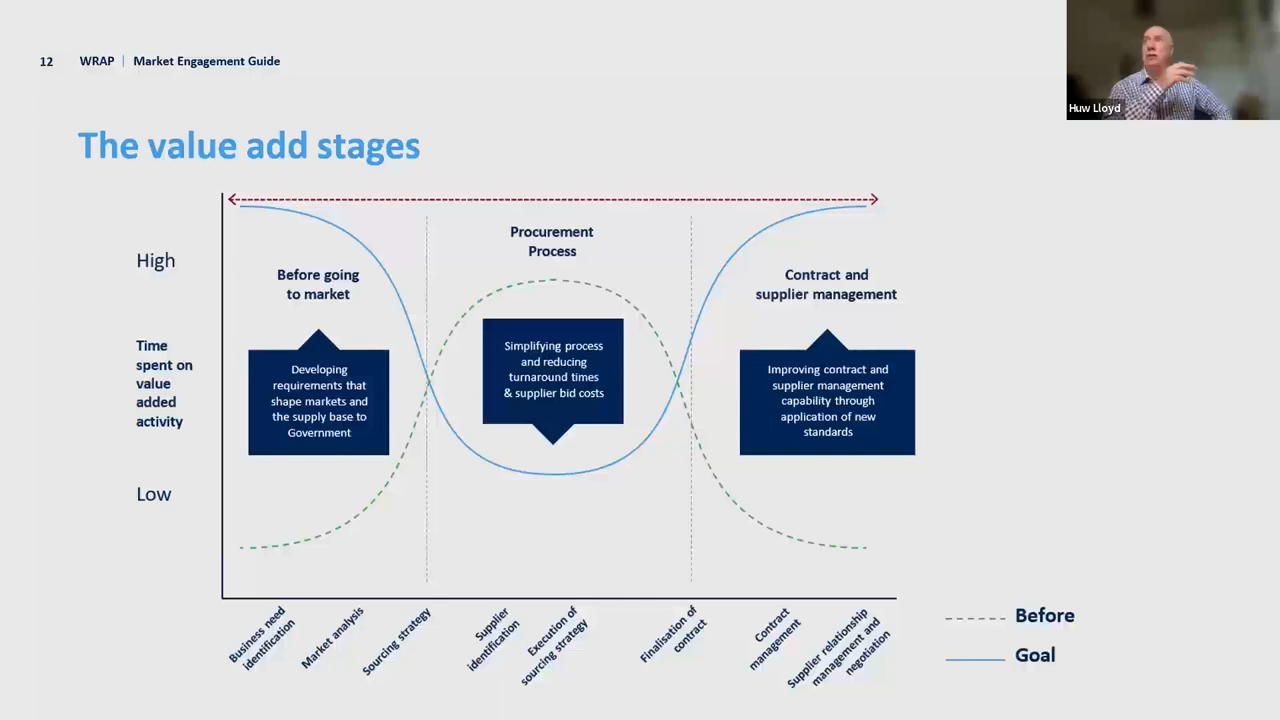 12 WRAP | Market Engagement Guide
Huw Lloyd
The value add stages
High
Time
spent on
value
added
activity
Low
Before going
to market
Developing
requirements that
shape markets and
the supply base to
Government
Procurement
Process
Simplifying process
and reducing
turnaround times
& supplier bid costs
Contract and
supplier management
Improving contract and
supplier management
capability through
application of new
standards
Business need
identification
Market analysis
Sourcing strategy
Supplier
identification
Execution of
sourcing strategy
Finalisation of
contract
Contract
management
Supplier relationship
management and
negotiation
Before
Goal